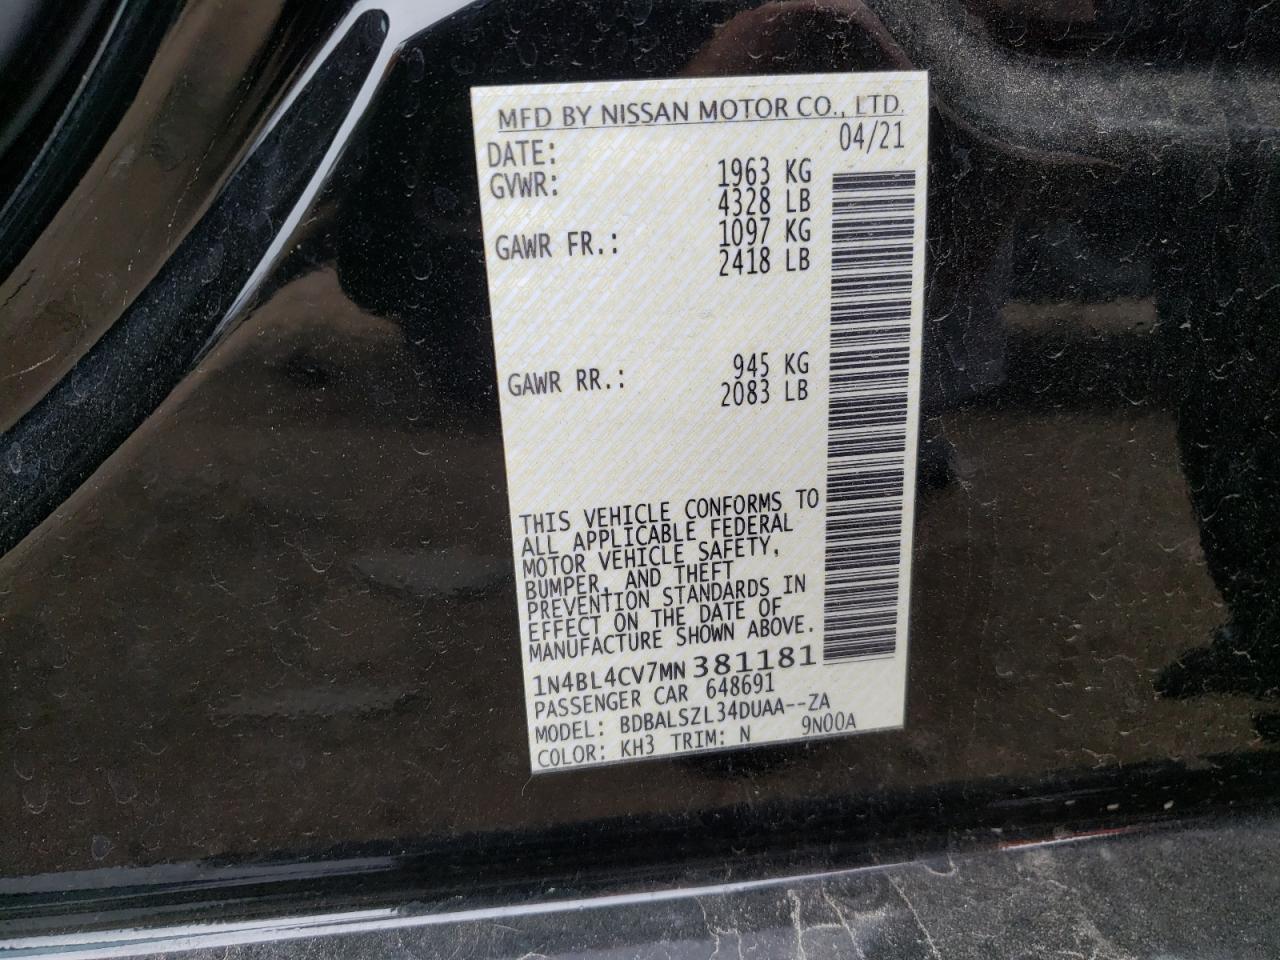 MFD BY NISSAN MOTOR CO., LTD.
DATE: 04/21
GVWR: 1963 KG
4328 LB
GAWR FR.: 1097 KG
2418 LB
GAWR RR.: 945 KG
2083 LB
THIS VEHICLE CONFORMS TO
ALL APPLICABLE FEDERAL
MOTOR VEHICLE SAFETY,
BUMPER, AND THEFT
PREVENTION STANDARDS IN
EFFECT ON THE DATE OF
MANUFACTURE SHOWN ABOVE.
1N4BL4CV7MN381181
PASSENGER CAR 648691
MODEL: BDBALSZL34DUAA--ZA
COLOR: KH3 TRIM: N 9N00A